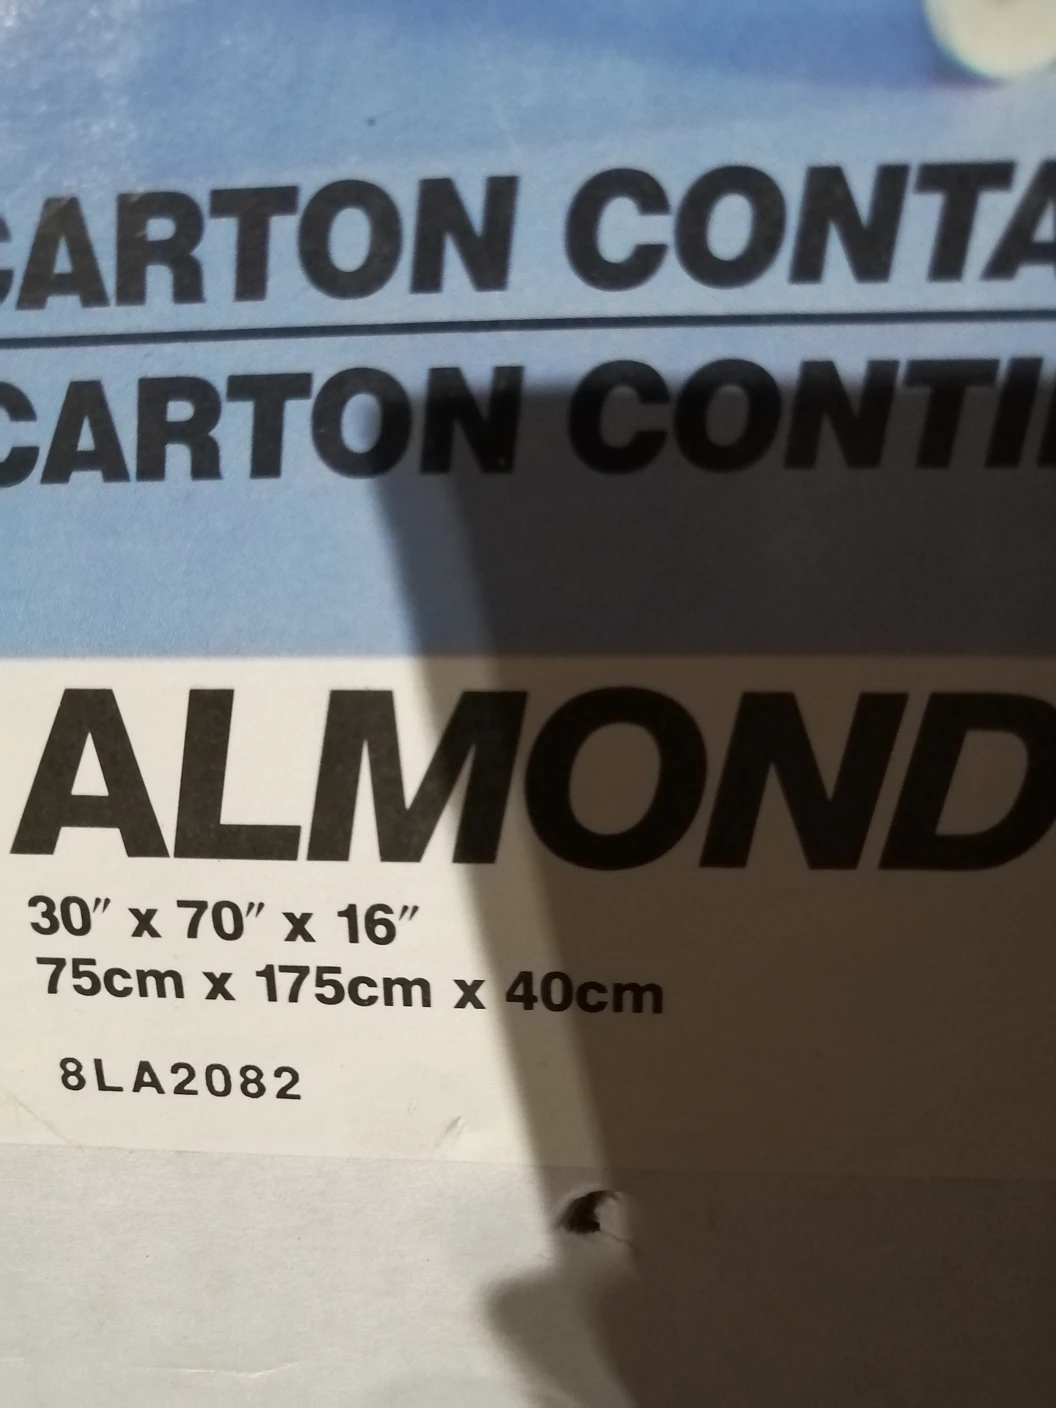 CARTON CONTA
CARTON CONTI
ALMOND
30" x 70" x 16"
75cm x 175cm x 40cm
8LA2082